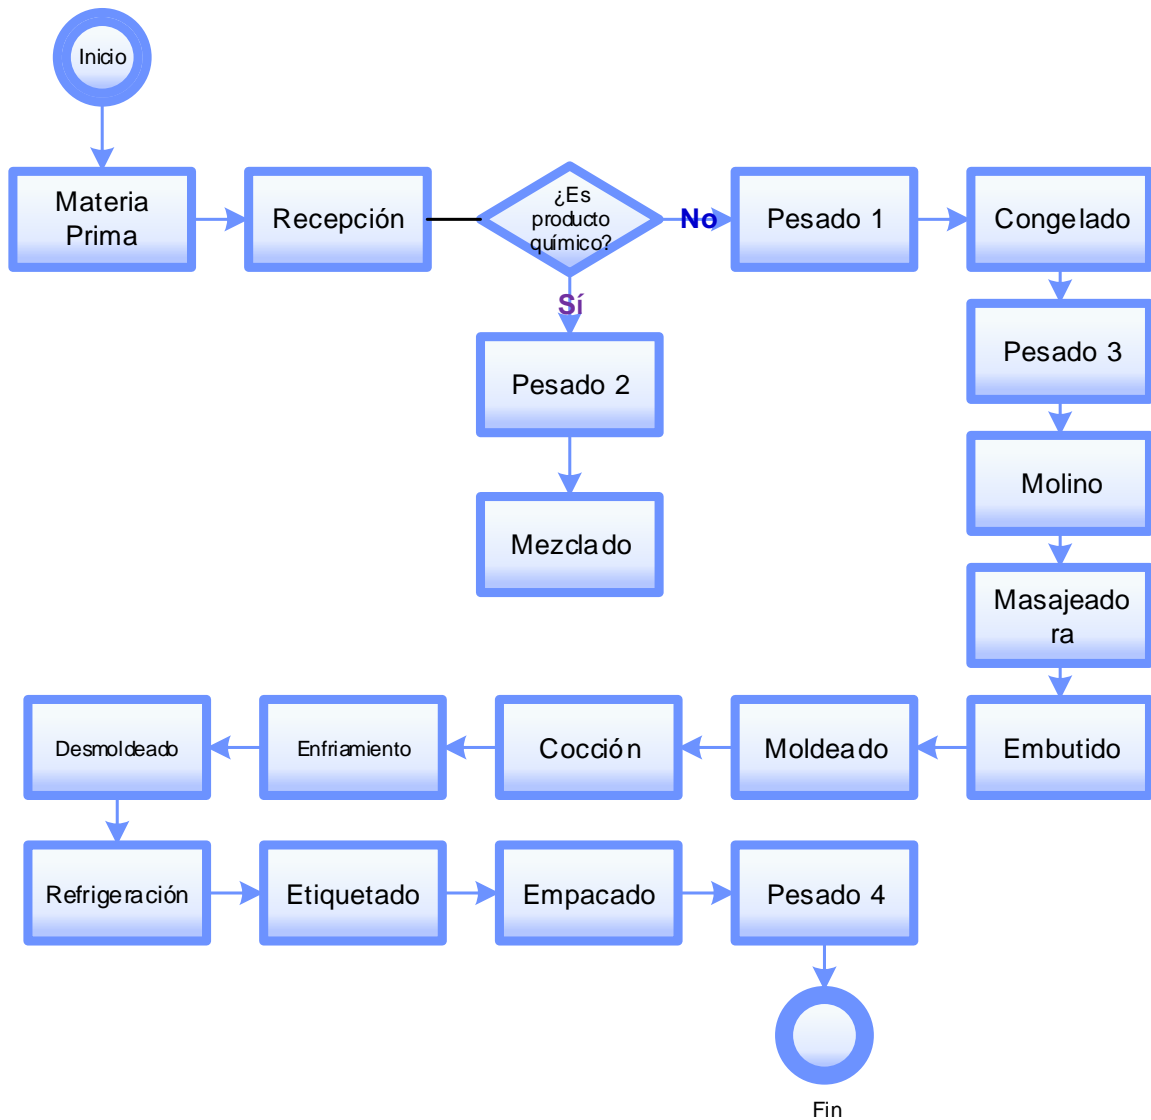 Inicio
Materia
Prima
Recepción
¿Es
producto
químico?
No
Pesado 1
Congelado
Sí
Pesado 2
Pesado 3
Mezclado
Molino
Masajeado
ra
Desmoldeado
Enfriamiento
Cocción
Moldeado
Embutido
Refrigeración
Etiquetado
Empacado
Pesado 4
Fin